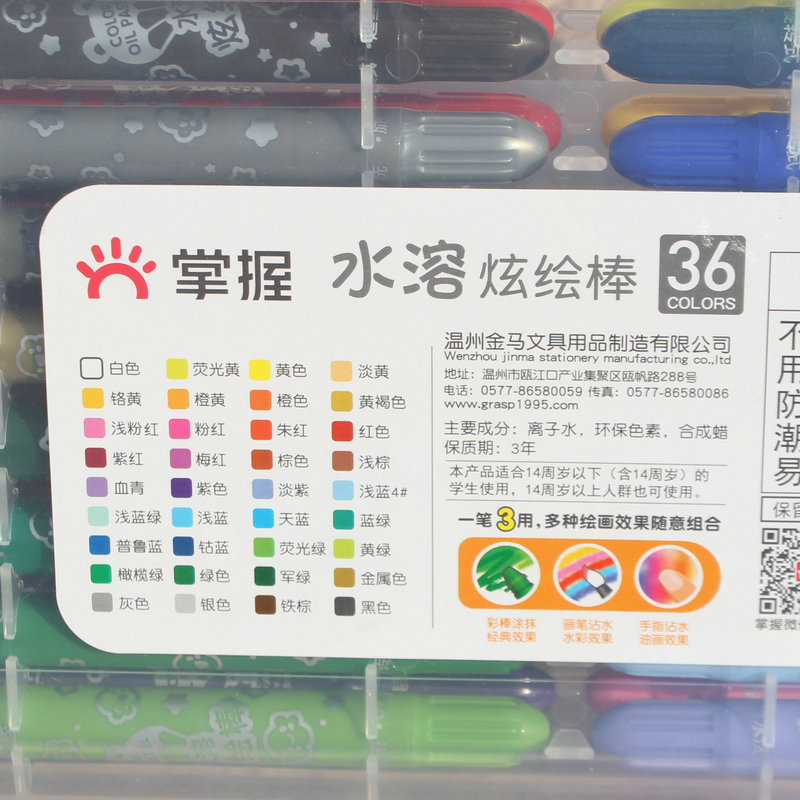 COLOR
OIL PA
水
炫
掌握 水溶炫绘棒 36
COLORS
白色 荧光黄 黄色 淡黄
铬黄 橙黄 橙色 黄褐色
浅粉红 粉红 朱红 红色
紫红 梅红 棕色 浅棕
血青 紫色 淡紫 浅蓝4#
浅蓝绿 浅蓝 天蓝 蓝绿
普鲁蓝 钴蓝 荧光绿 黄绿
橄榄绿 绿色 军绿 金属色
灰色 银色 铁棕 黑色
温州金马文具用品制造有限公司
Wenzhou jinma stationery manufacturing co.,ltd
地址：温州市瓯江口产业集聚区瓯帆路288号
电话：0577-86580059 传真：0577-86580086
www.grasp1995.com
主要成分：离子水，环保色素，合成蜡
保质期：3年
本产品适合14周岁以下（含14周岁）的
学生使用，14周岁以上人群也可使用。
一笔3用，多种绘画效果随意组合
彩棒涂抹 画笔沾水 手指沾水
经典效果 水彩效果 油画效果
不
用
防
潮
易
保留
掌握微